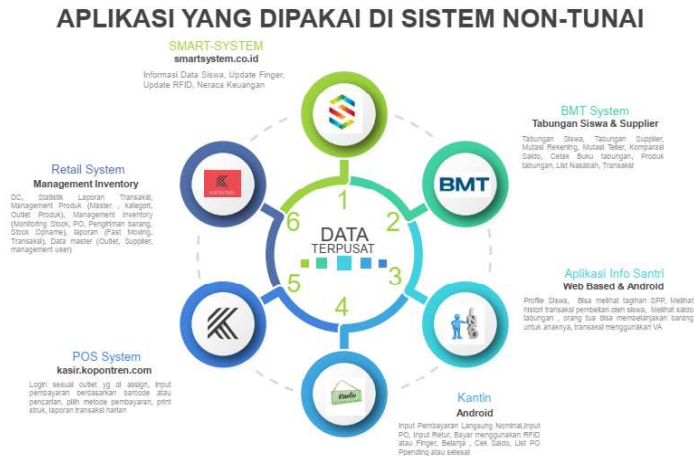 APLIKASI YANG DIPAKAI DI SISTEM NON-TUNAI
SMART-SYSTEM
smartsystem.co.id
Informasi Data Siswa, Update Finger,
Update RFID, Neraca Keuangan
BMT System
Tabungan Siswa & Supplier
Tabungan Siswa, Tabungan Supplier,
Mutasi Rekening, Mutasi Teller, Komparasi
Saldo, Cetak Buku tabungan, Produk
tabungan, List Nasabah, Transaksi
BMT
Retail System
Management Inventory
DC, Statistik Laporan Transaksi,
Management Produk (Master , kategori,
Outlet Produk), Management Inventory
(Monitoring Stock, PO, Pengiriman barang,
Stock Opname), laporan (Fast Moving,
Transaksi), Data master (Outlet, Supplier,
management user)
KOPONTREN
1
2
3
4
5
6
DATA
TERPUSAT
Aplikasi Info Santri
Web Based & Android
Profile Siswa, Bisa melihat tagihan SPP, Melihat
histori transaksi pembelian oleh siswa, Melihat saldo
tabungan , orang tua bisa membelanjakan barang
untuk anaknya, transaksi menggunakan VA
POS System
kasir.kopontren.com
Login sesuai outlet yg di assign, input
pembayaran berdasarkan barcode atau
pencarian, pilih metode pembayaran, print
struk, laporan transaksi harian
Kantin
Kantin
Android
Input Pembayaran Langsung Nominal,Input
PO, Input Retur, Bayar menggunakan RFID
atau Finger, Belanja , Cek Saldo, List PO
Ppending atau selesai